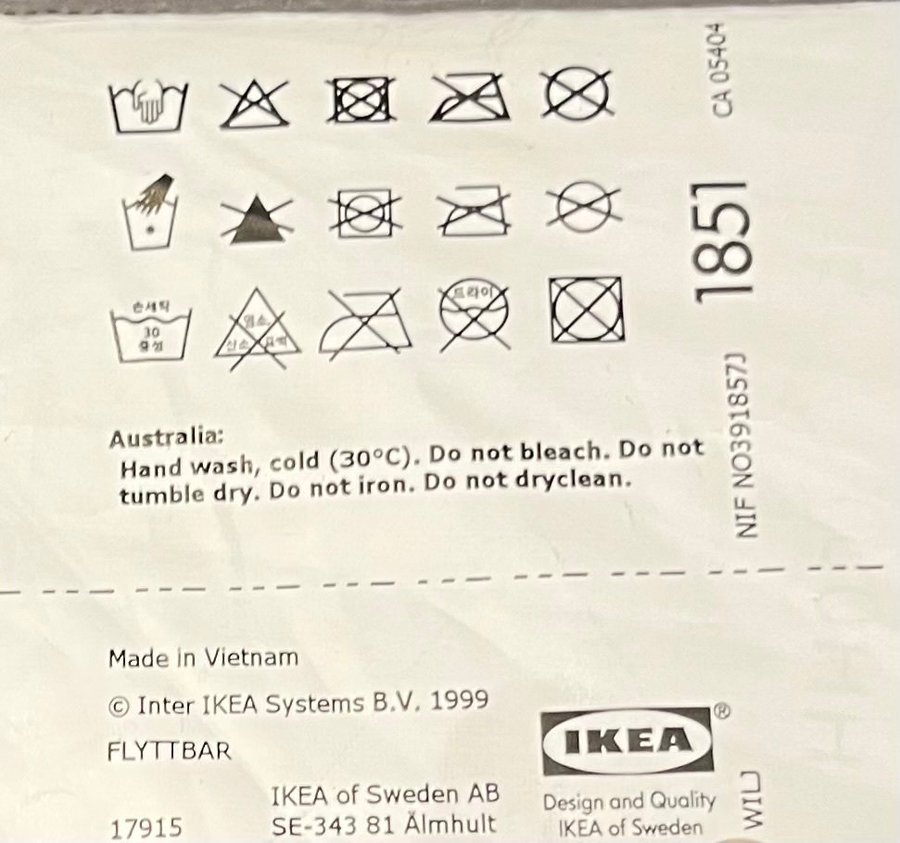 손세탁
30
중성
염소
산소 표백
드라이
Australia:
Hand wash, cold (30°C). Do not bleach. Do not
tumble dry. Do not iron. Do not dryclean.
CA 05404
1851
NIF NO391857J
Made in Vietnam
© Inter IKEA Systems B.V. 1999
FLYTTBAR
IKEA of Sweden AB
17915 SE-343 81 Älmhult
IKEA®
Design and Quality
IKEA of Sweden
WILJ